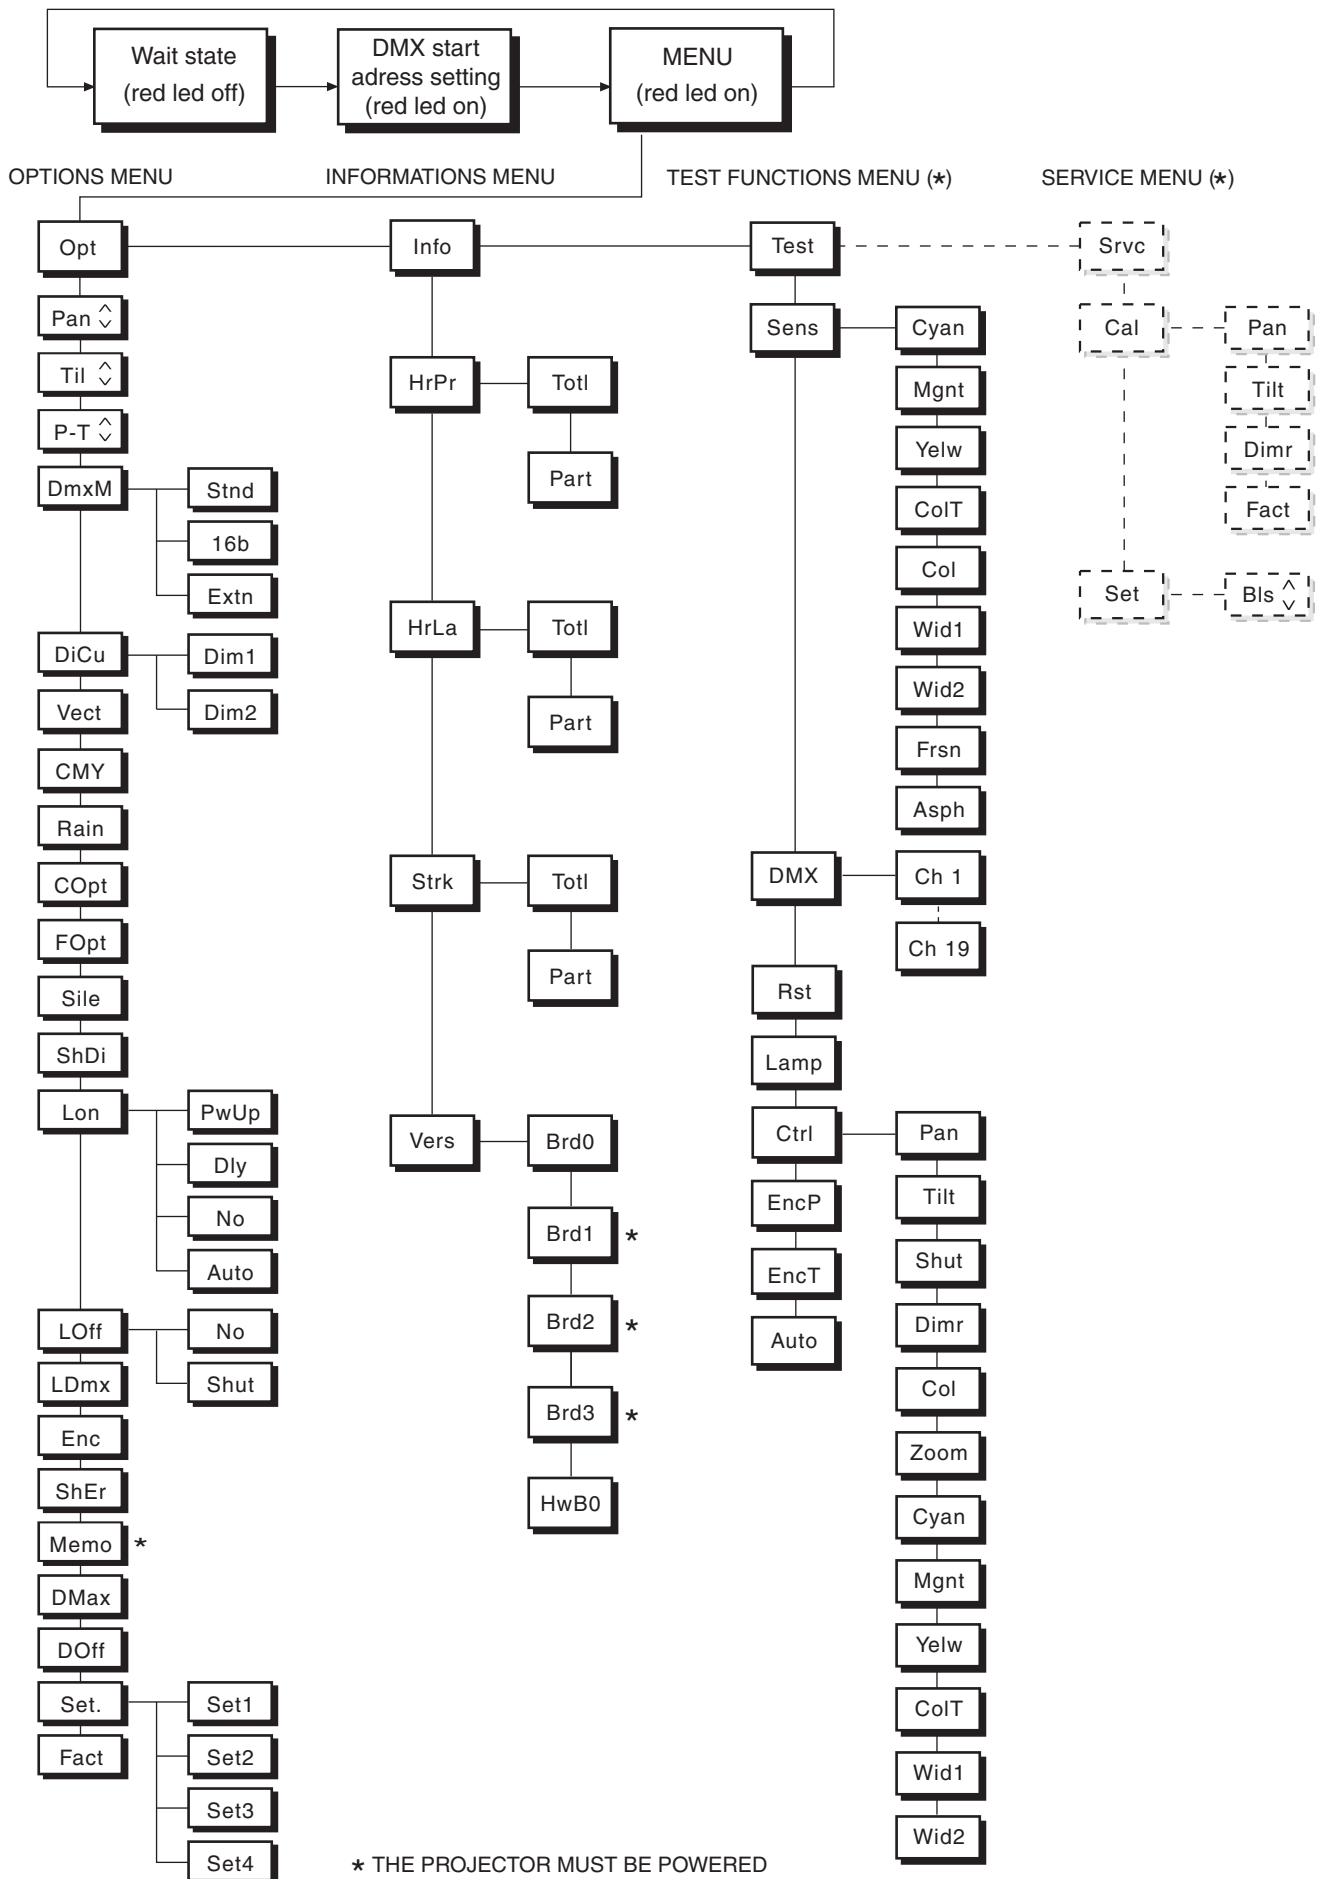 Wait state
(red led off)
DMX start
adress setting
(red led on)
MENU
(red led on)
OPTIONS MENU
INFORMATIONS MENU
TEST FUNCTIONS MENU (*)
SERVICE MENU (*)
Opt
Pan
Til
P-T
DmxM
Stnd
16b
Extn
DiCu
Dim1
Dim2
Vect
CMY
Rain
COpt
FOpt
Sile
ShDi
Lon
PwUp
Dly
No
Auto
LOff
No
Shut
LDmx
Enc
ShEr
Memo *
DMax
DOff
Set.
Set1
Set2
Set3
Set4
Fact
Info
HrPr
Totl
Part
HrLa
Totl
Part
Strk
Totl
Part
Vers
Brd0
Brd1 *
Brd2 *
Brd3 *
HwB0
Test
Sens
Cyan
Mgnt
Yelw
ColT
Col
Wid1
Wid2
Frsn
Asph
DMX
Ch 1
Ch 19
Rst
Lamp
Ctrl
Pan
Tilt
Shut
Dimr
Col
Zoom
Cyan
Mgnt
Yelw
ColT
Wid1
Wid2
EncP
EncT
Auto
Srvc
Cal
Pan
Tilt
Dimr
Fact
Set
Bls
* THE PROJECTOR MUST BE POWERED